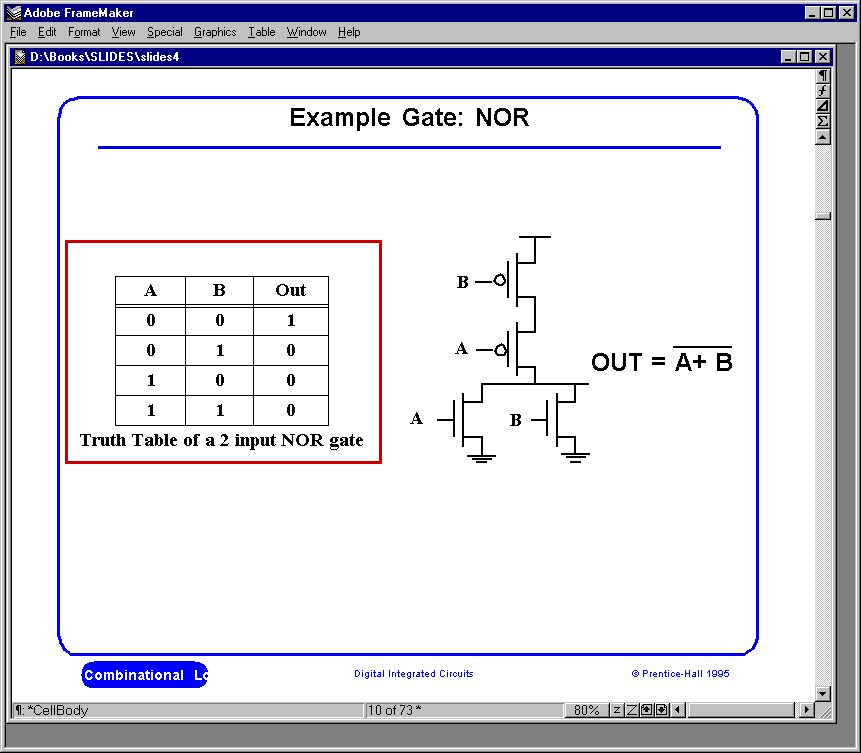 Adobe FrameMaker
File Edit Format View Special Graphics Table Window Help
D:\Books\SLIDES\slides4
Example Gate: NOR
A B Out
0 0 1
0 1 0
1 0 0
1 1 0
Truth Table of a 2 input NOR gate
B
A
OUT = A+ B
A B
Combinational Lo
Digital Integrated Circuits
© Prentice-Hall 1995
¶: *CellBody
10 of 73 *
80%